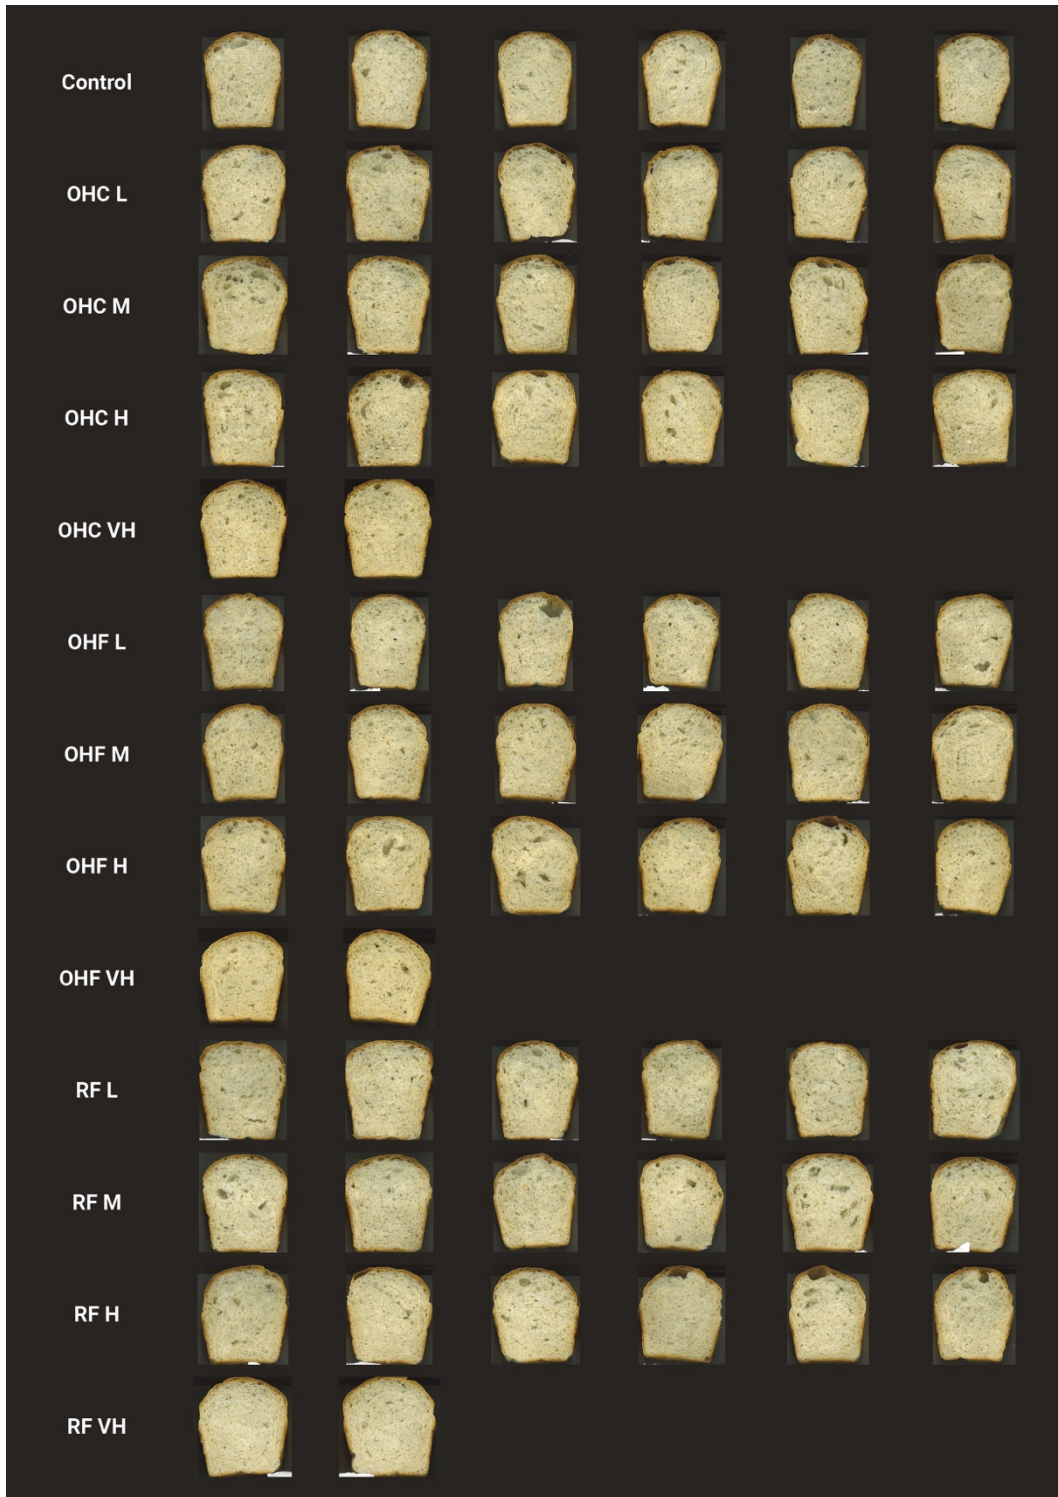 Control
OHC L
OHC M
OHC H
OHC VH
OHF L
OHF M
OHF H
OHF VH
RF L
RF M
RF H
RF VH